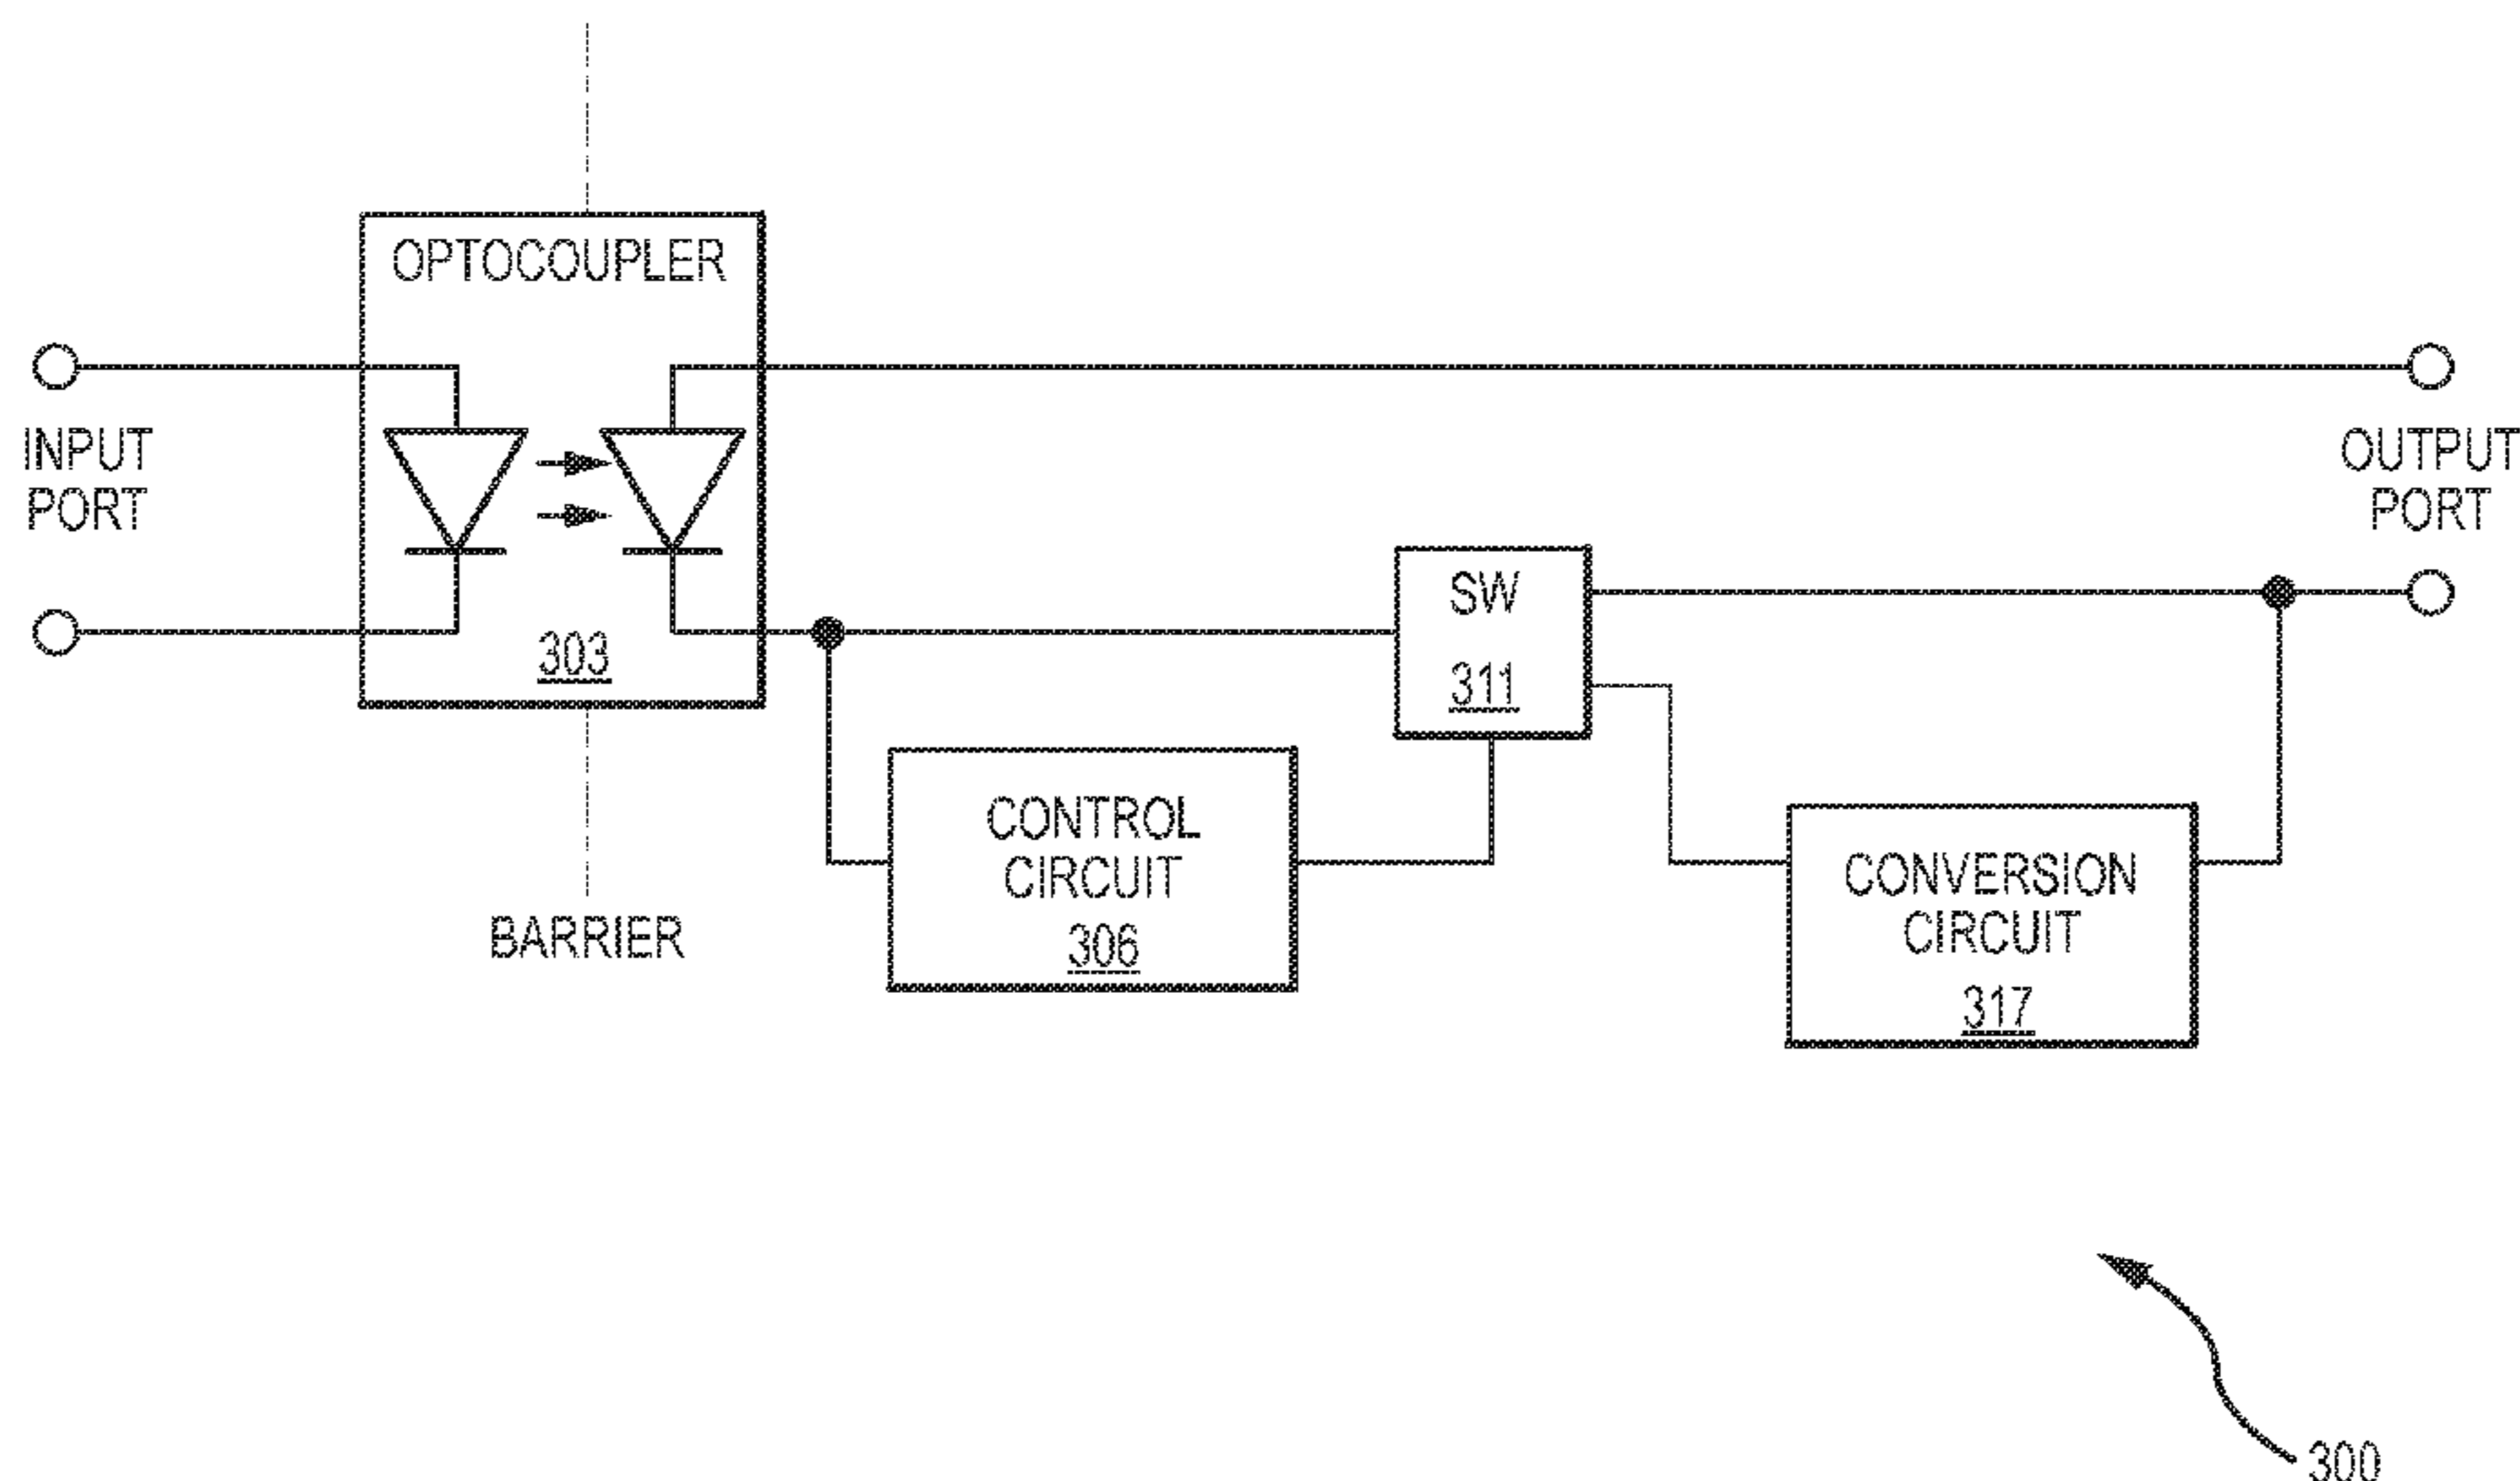 OPTOCOUPLER
INPUT
PORT
OUTPUT
PORT
303
SW
311
CONTROL
CIRCUIT
306
BARRIER
CONVERSION
CIRCUIT
317
300